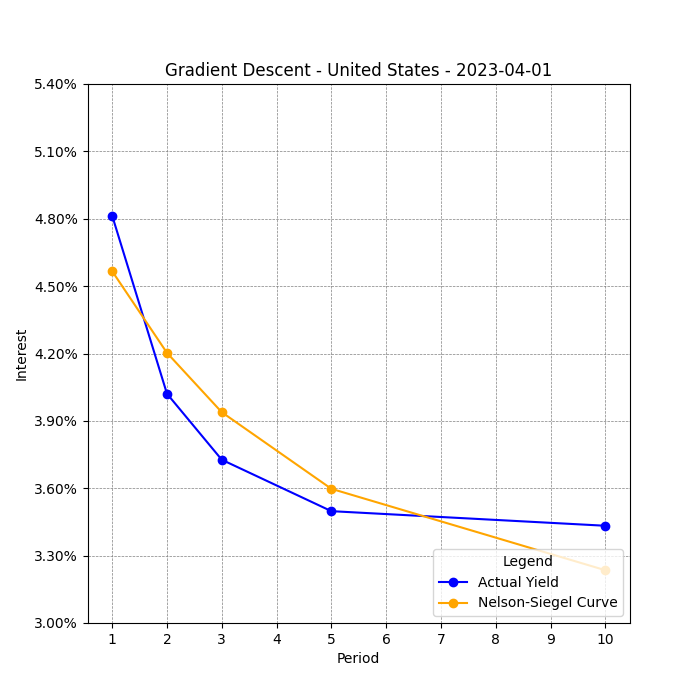 Gradient Descent - United States - 2023-04-01
5.40%
5.10%
4.80%
4.50%
4.20%
3.90%
3.60%
3.30%
3.00%
Interest
1 2 3 4 5 6 7 8 9 10
Period
Legend
Actual Yield
Nelson-Siegel Curve